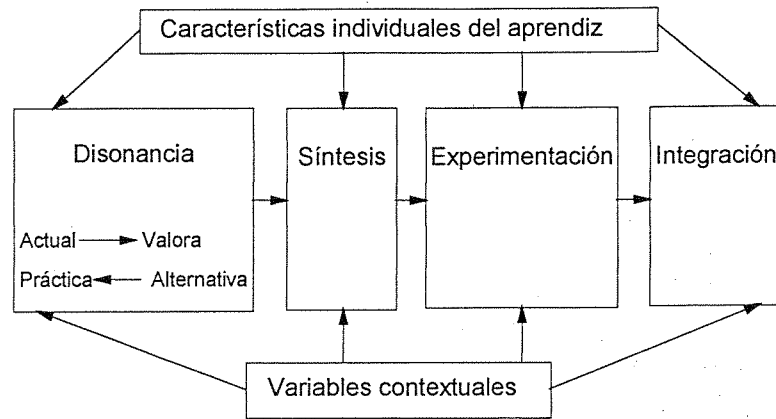 Características individuales del aprendiz
Disonancia
Síntesis
Experimentación
Integración
Actual Valora
Práctica Alternativa
Variables contextuales